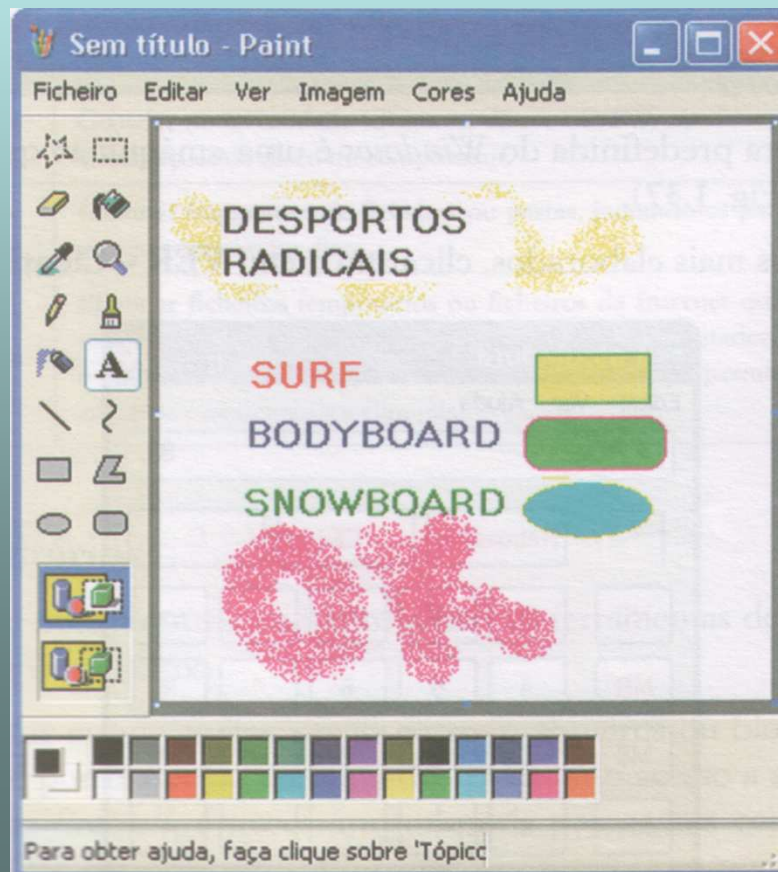 Sem título - Paint
Ficheiro Editar Ver Imagem Cores Ajuda
A
DESPORTOS
RADICAIS
SURF
BODYBOARD
SNOWBOARD
OK
Para obter ajuda, faça clique sobre 'Tópicc